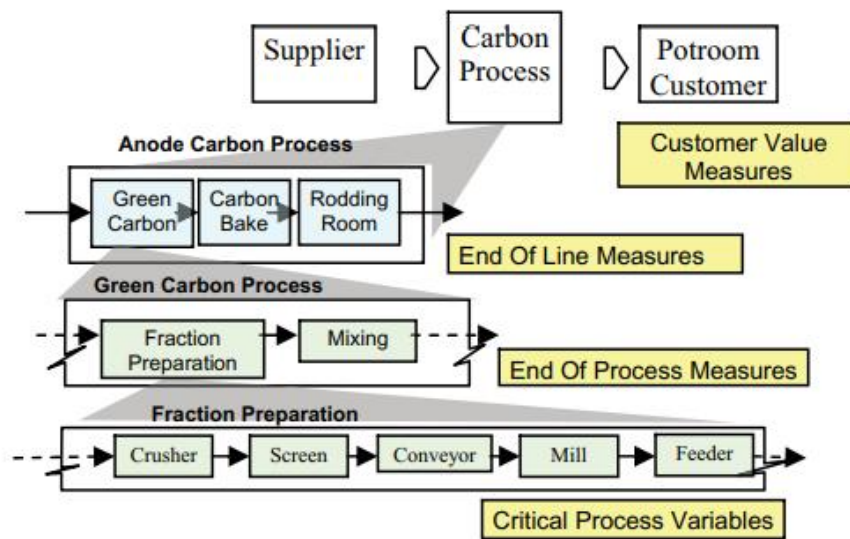 Supplier
Carbon
Process
Potroom
Customer
Customer Value
Measures
Anode Carbon Process
Green
Carbon
Carbon
Bake
Rodding
Room
End Of Line Measures
Green Carbon Process
Fraction
Preparation
Mixing
End Of Process Measures
Fraction Preparation
Crusher
Screen
Conveyor
Mill
Feeder
Critical Process Variables